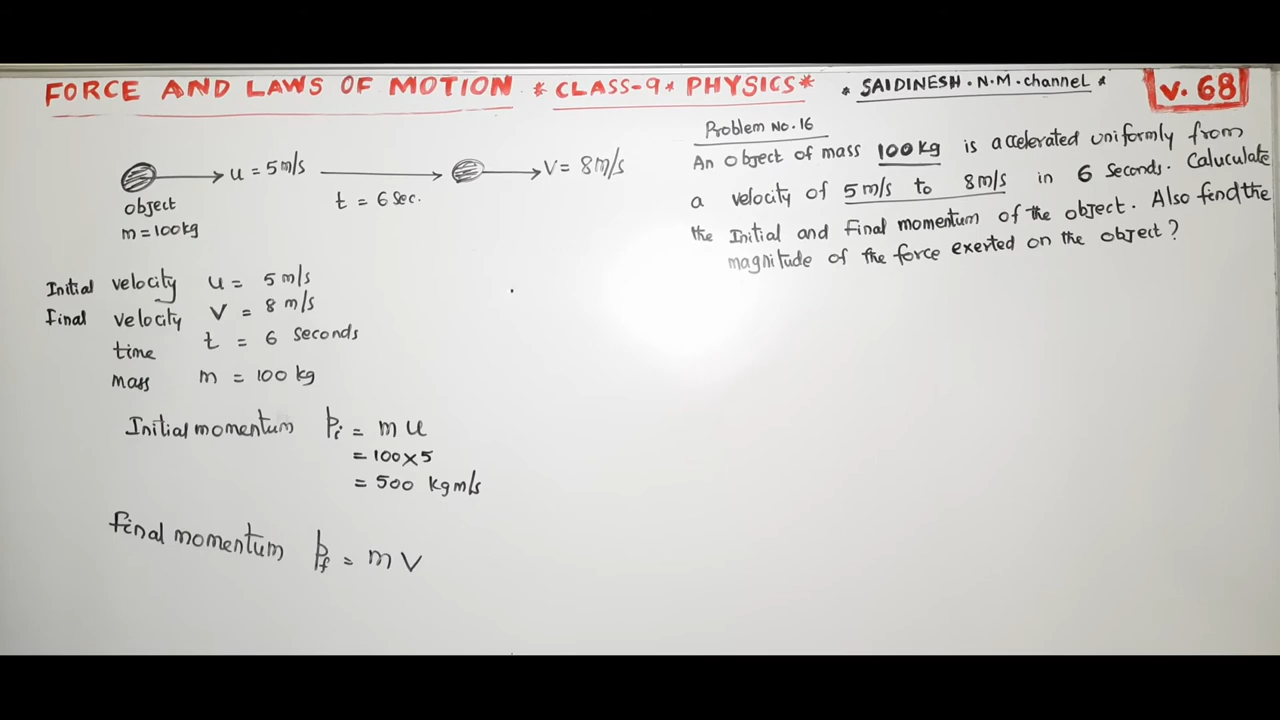 FORCE AND LAWS OF MOTION * CLASS-9 * PHYSICS * * SAIDINESH.N.M.channel * V.68
Problem No.16
An object of mass 100kg is accelerated uniformly from
a velocity of 5m/s to 8m/s in 6 seconds. Caluculate
the Initial and Final momentum of the object. Also find the
magnitude of the force exerted on the object?
u = 5m/s
t = 6 sec.
V = 8m/s
object
m = 100kg
Initial velocity u = 5 m/s
Final velocity V = 8 m/s
time t = 6 seconds
mass m = 100 kg
Initial momentum Pi = m u
= 100×5
= 500 kgm/s
Final momentum Pf = m V